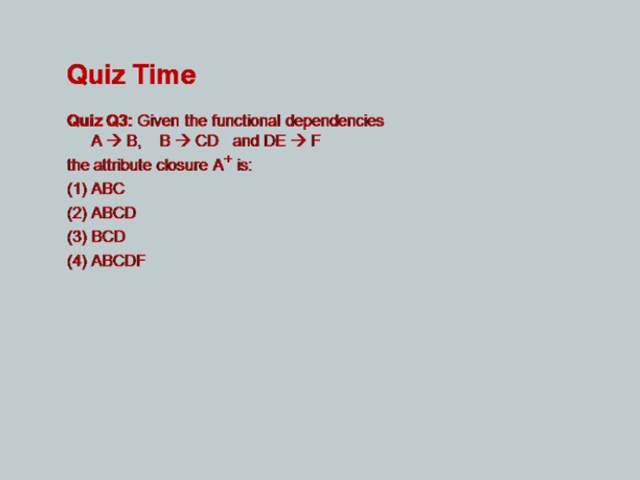 Quiz Time
Quiz Q3: Given the functional dependencies
A → B, B → CD and DE → F
the attribute closure A⁺ is:
(1) ABC
(2) ABCD
(3) BCD
(4) ABCDF